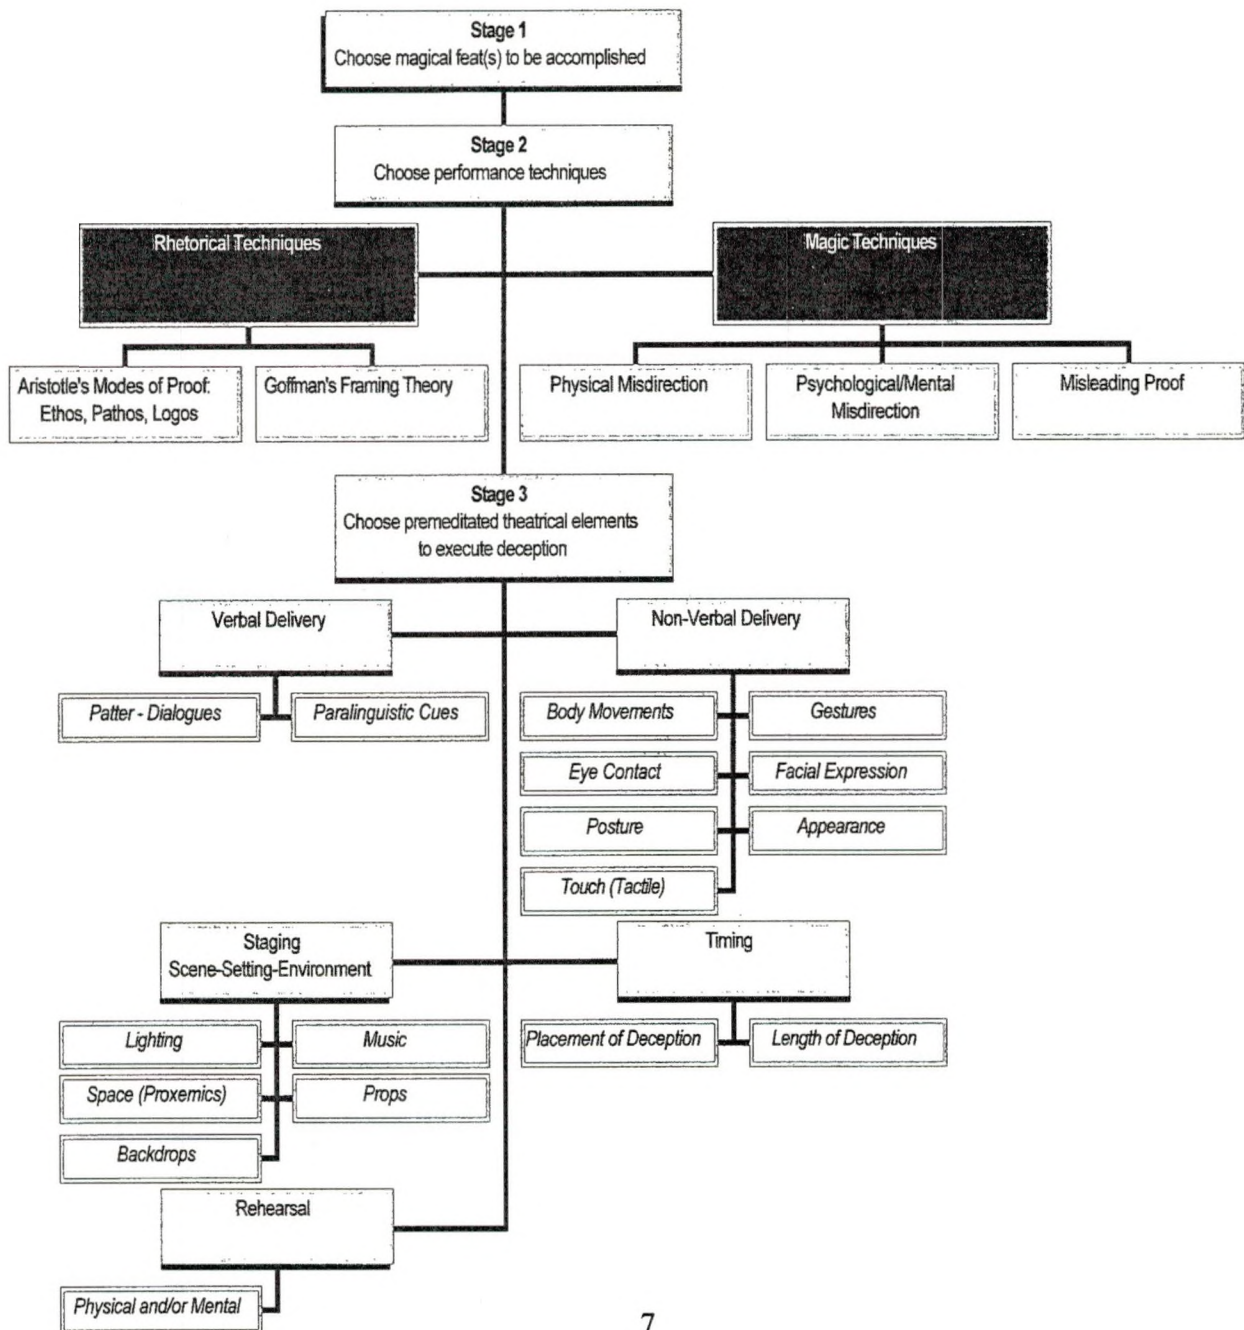 Stage 1
Choose magical feat(s) to be accomplished
Stage 2
Choose performance techniques
Rhetorical Techniques
Magic Techniques
Aristotle's Modes of Proof:
Ethos, Pathos, Logos
Goffman's Framing Theory
Physical Misdirection
Psychological/Mental
Misdirection
Misleading Proof
Stage 3
Choose premeditated theatrical elements
to execute deception
Verbal Delivery
Non-Verbal Delivery
Patter - Dialogues
Paralinguistic Cues
Body Movements
Gestures
Eye Contact
Facial Expression
Posture
Appearance
Touch (Tactile)
Staging
Scene-Setting-Environment
Timing
Lighting
Music
Placement of Deception
Length of Deception
Space (Proxemics)
Props
Backdrops
Rehearsal
Physical and/or Mental
7